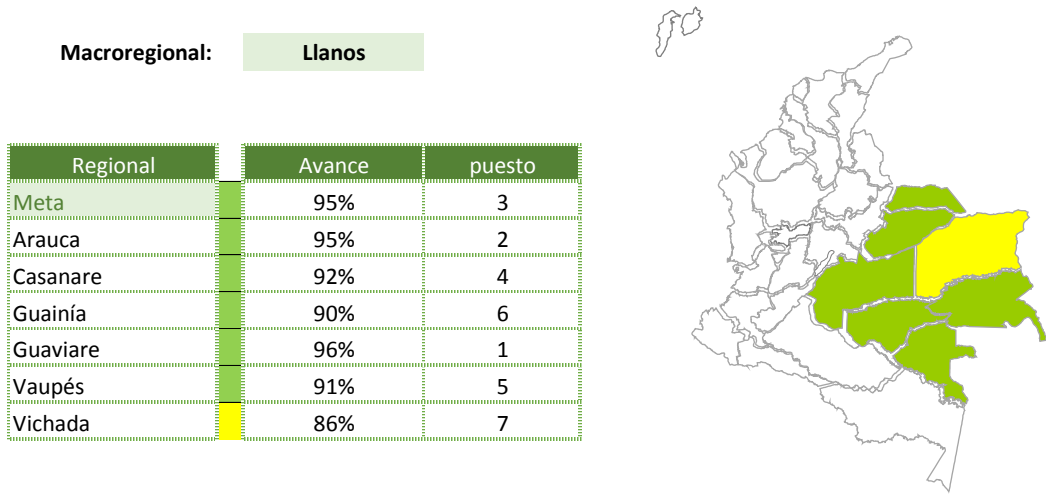 Macroregional: Llanos
Regional Avance puesto
Meta 95% 3
Arauca 95% 2
Casanare 92% 4
Guainía 90% 6
Guaviare 96% 1
Vaupés 91% 5
Vichada 86% 7